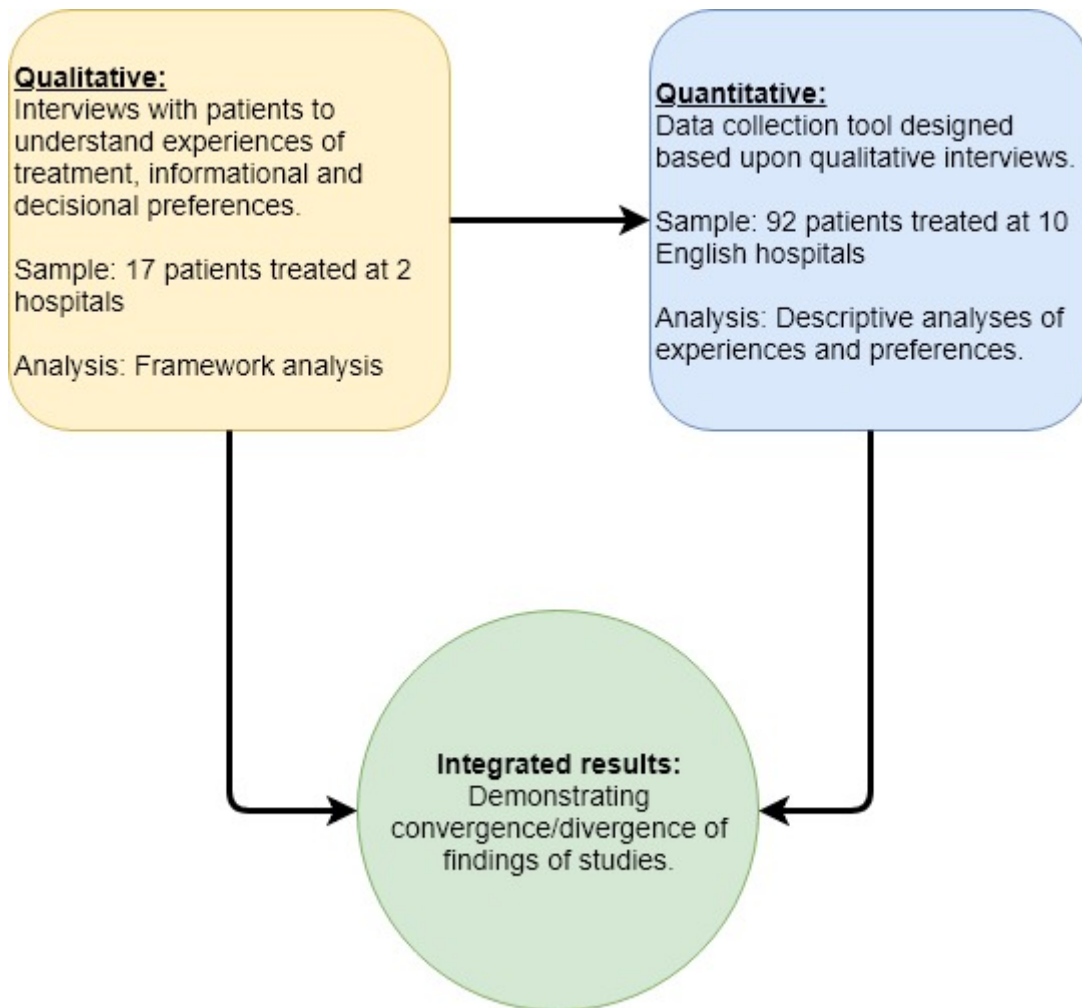 Qualitative:
Interviews with patients to
understand experiences of
treatment, informational and
decisional preferences.
Sample: 17 patients treated at 2
hospitals
Analysis: Framework analysis
Quantitative:
Data collection tool designed
based upon qualitative interviews.
Sample: 92 patients treated at 10
English hospitals
Analysis: Descriptive analyses of
experiences and preferences.
Integrated results:
Demonstrating
convergence/divergence of
findings of studies.